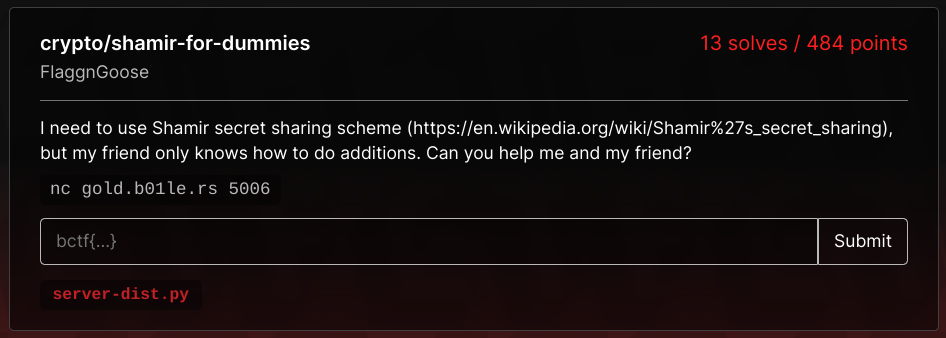 crypto/shamir-for-dummies
13 solves / 484 points
FlaggnGoose
I need to use Shamir secret sharing scheme (https://en.wikipedia.org/wiki/Shamir%27s_secret_sharing),
but my friend only knows how to do additions. Can you help me and my friend?
nc gold.b01le.rs 5006
bctf{...}
Submit
server-dist.py